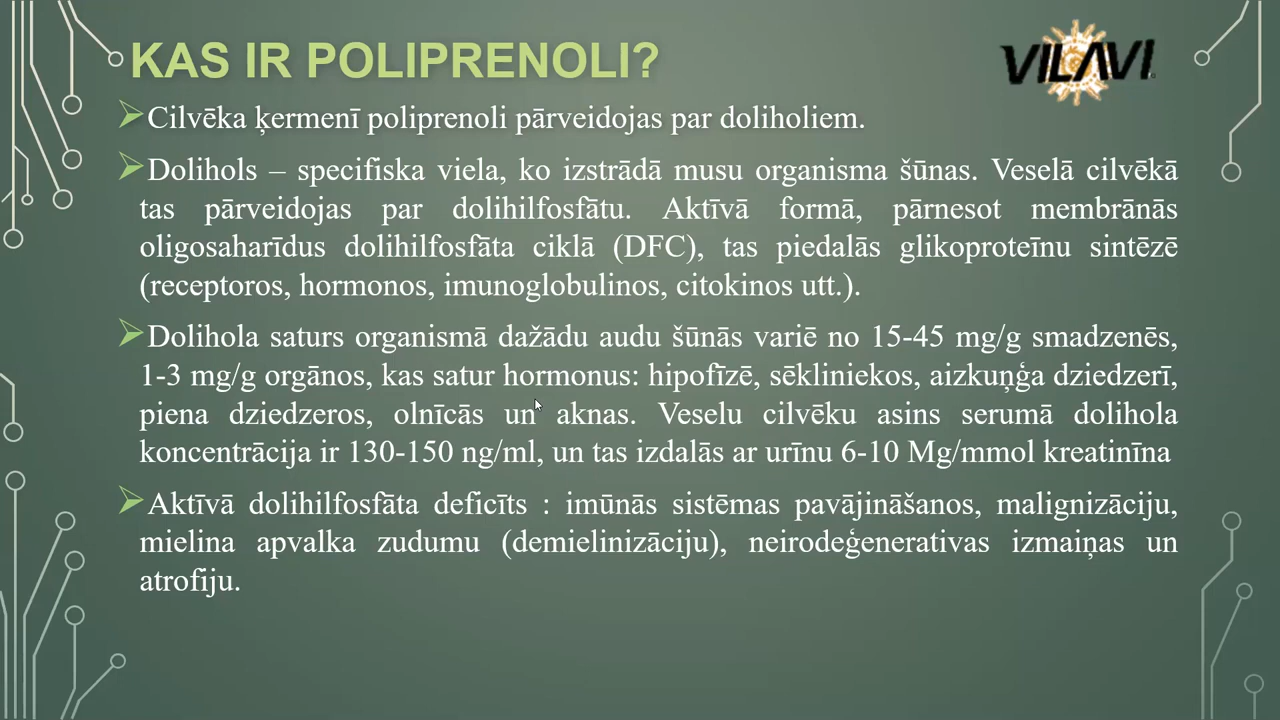 KAS IR POLIPRENOLI?
VILAVI
Cilvēka ķermenī poliprenoli pārveidojas par doliholiem.
Dolihols – specifiska viela, ko izstrādā musu organisma šūnas. Veselā cilvēkā
tas pārveidojas par dolihilfosfātu. Aktīvā formā, pārnesot membrānās
oligosaharīdus dolihilfosfāta ciklā (DFC), tas piedalās glikoproteīnu sintēzē
(receptoros, hormonos, imunoglobulinos, citokinos utt.).
Dolihola saturs organismā dažādu audu šūnās variē no 15-45 mg/g smadzenēs,
1-3 mg/g orgānos, kas satur hormonus: hipofīzē, sēkliniekos, aizkuņģa dziedzerī,
piena dziedzeros, olnīcās un aknas. Veselu cilvēku asins serumā dolihola
koncentrācija ir 130-150 ng/ml, un tas izdalās ar urīnu 6-10 Mg/mmol kreatinīna
Aktīvā dolihilfosfāta deficīts : imūnās sistēmas pavājināšanos, malignizāciju,
mielina apvalka zudumu (demielinizāciju), neirodeģenerativas izmaiņas un
atrofiju.